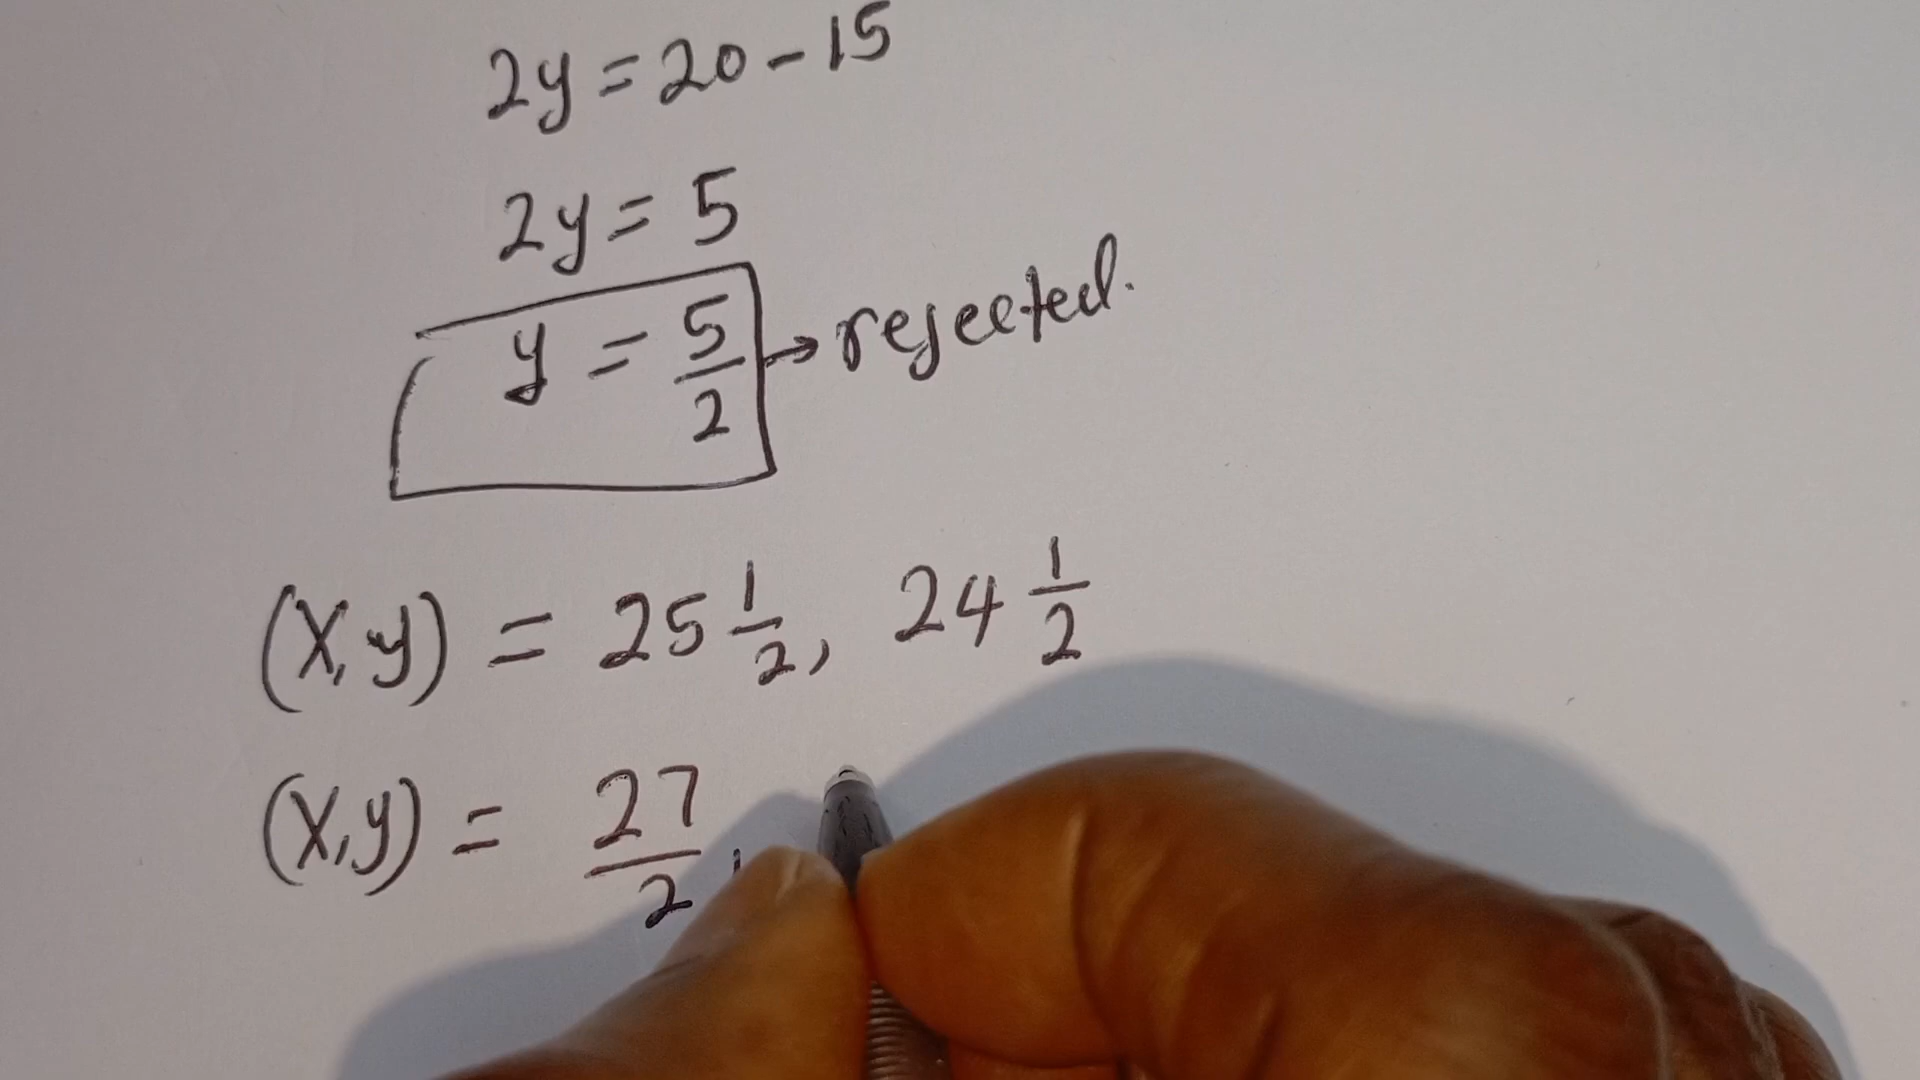 2y = 20 - 15
2y = 5
y = 5/2 → rejected.
(x,y) = 25 1/2, 24 1/2
(x,y) = 27/2,